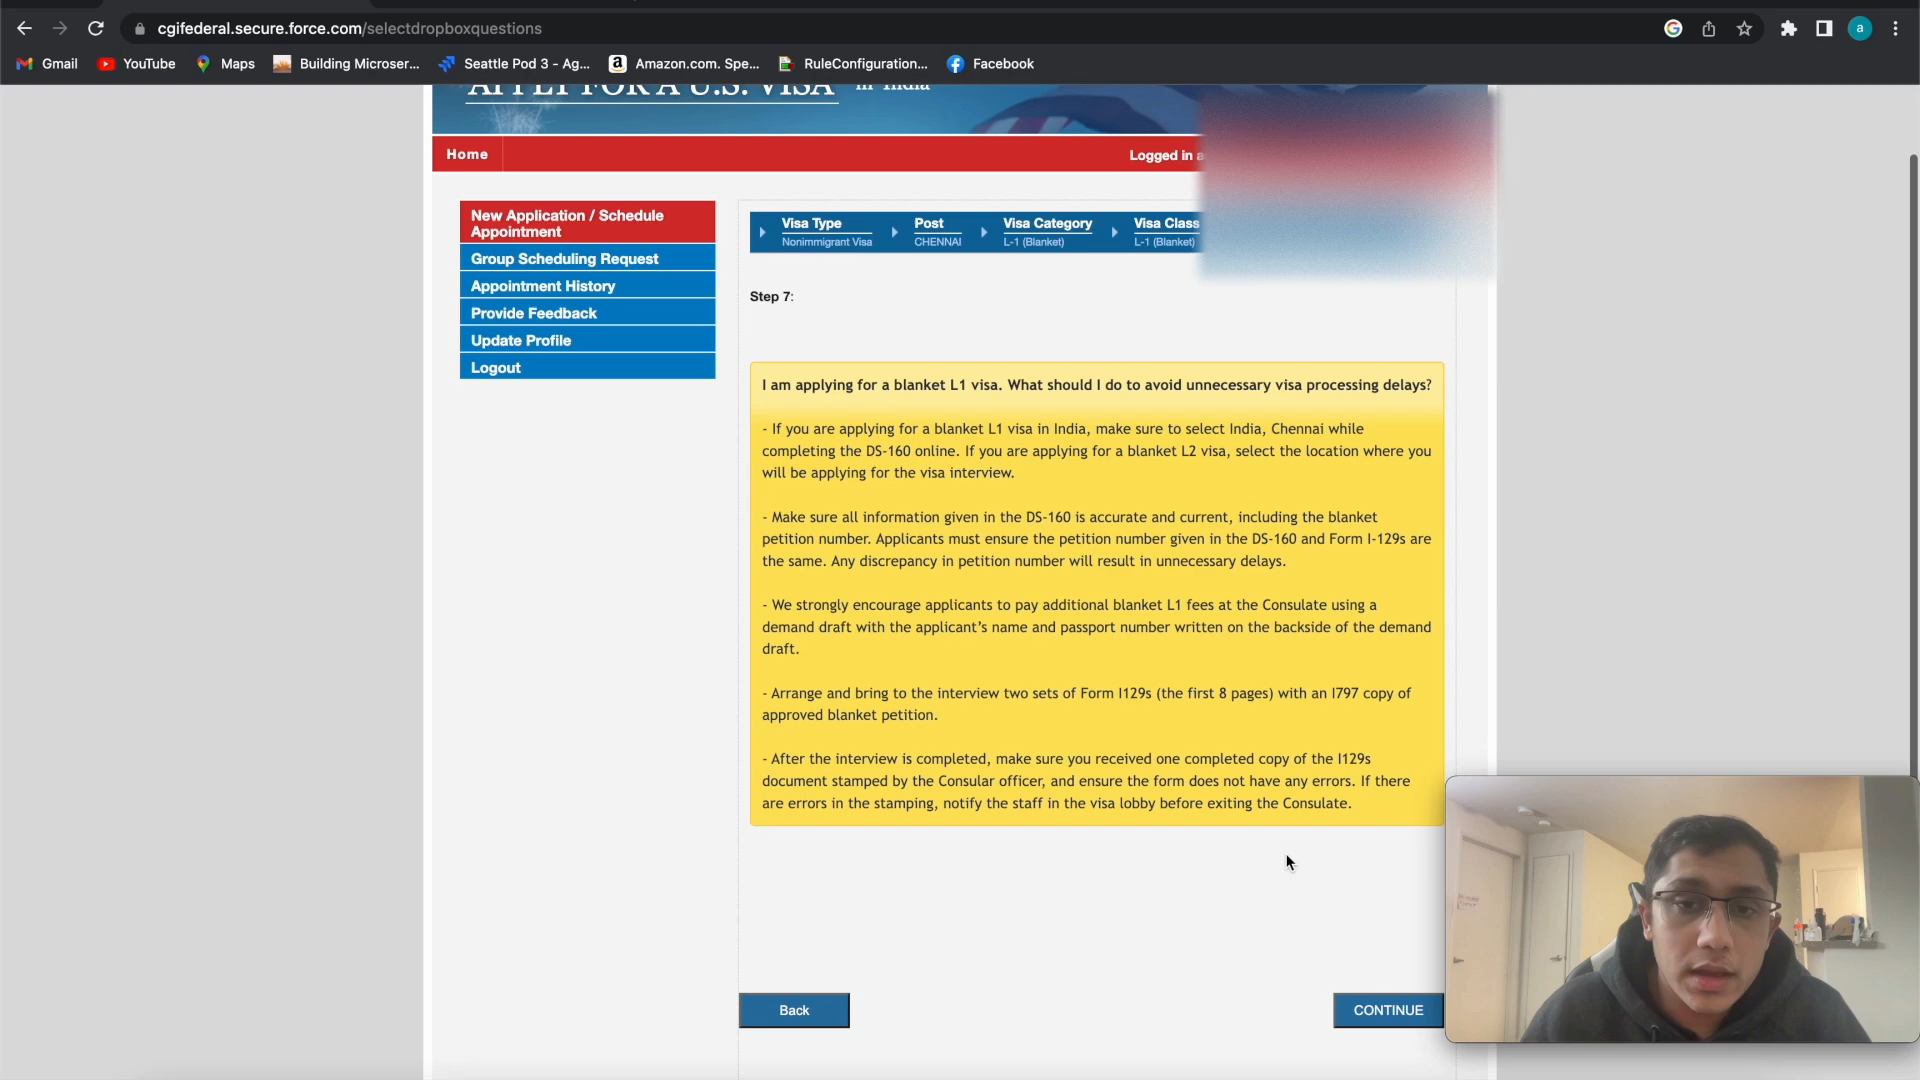 cgifederal.secure.force.com/selectdropboxquestions
a
Gmail
YouTube
Maps
Building Microser...
Seattle Pod 3 - Ag...
Amazon.com. Spe...
RuleConfiguration...
Facebook
APPLY FOR A U.S. VISA in India
Home
Logged in a
New Application / Schedule
Appointment
Group Scheduling Request
Appointment History
Provide Feedback
Update Profile
Logout
Visa Type
Nonimmigrant Visa
Post
CHENNAI
Visa Category
L-1 (Blanket)
Visa Class
L-1 (Blanket)
Step 7:
I am applying for a blanket L1 visa. What should I do to avoid unnecessary visa processing delays?
- If you are applying for a blanket L1 visa in India, make sure to select India, Chennai while
completing the DS-160 online. If you are applying for a blanket L2 visa, select the location where you
will be applying for the visa interview.
- Make sure all information given in the DS-160 is accurate and current, including the blanket
petition number. Applicants must ensure the petition number given in the DS-160 and Form I-129s are
the same. Any discrepancy in petition number will result in unnecessary delays.
- We strongly encourage applicants to pay additional blanket L1 fees at the Consulate using a
demand draft with the applicant’s name and passport number written on the backside of the demand
draft.
- Arrange and bring to the interview two sets of Form I129s (the first 8 pages) with an I797 copy of
approved blanket petition.
- After the interview is completed, make sure you received one completed copy of the I129s
document stamped by the Consular officer, and ensure the form does not have any errors. If there
are errors in the stamping, notify the staff in the visa lobby before exiting the Consulate.
Back
CONTINUE